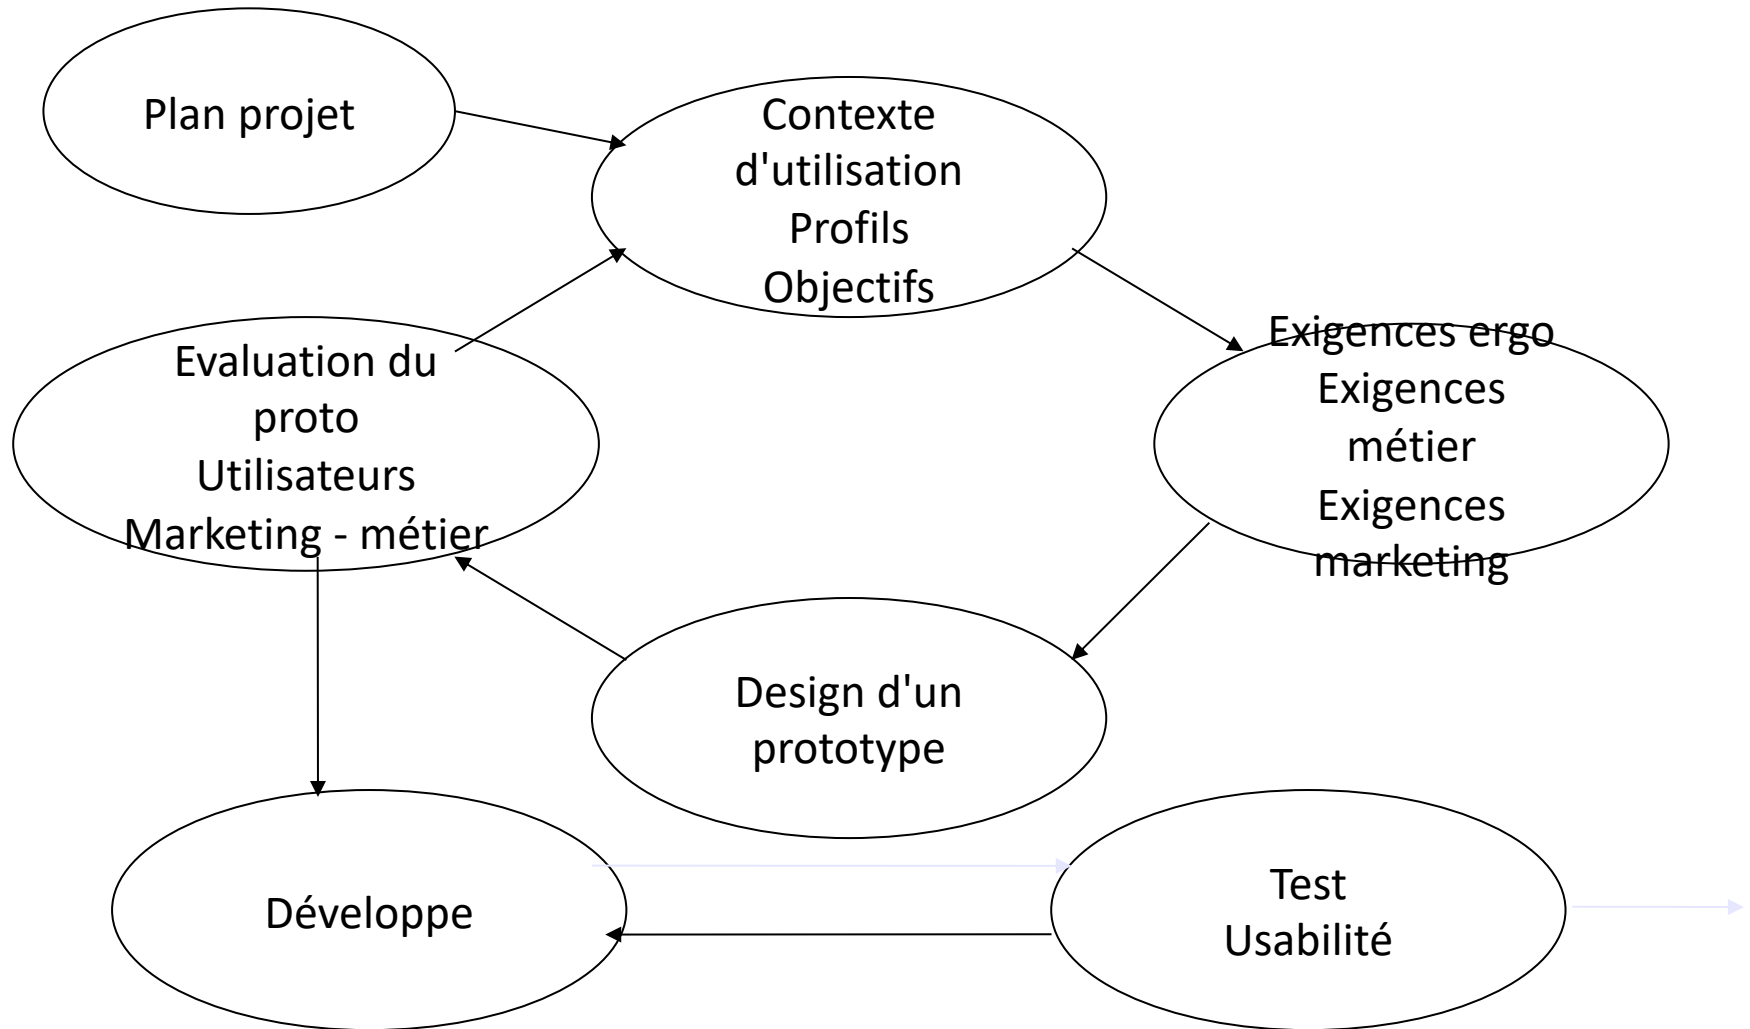 Plan projet
Contexte
d'utilisation
Profils
Objectifs
Evaluation du
proto
Utilisateurs
Marketing - métier
Exigences ergo
Exigences
métier
Exigences
marketing
Design d'un
prototype
Développe
Test
Usabilité